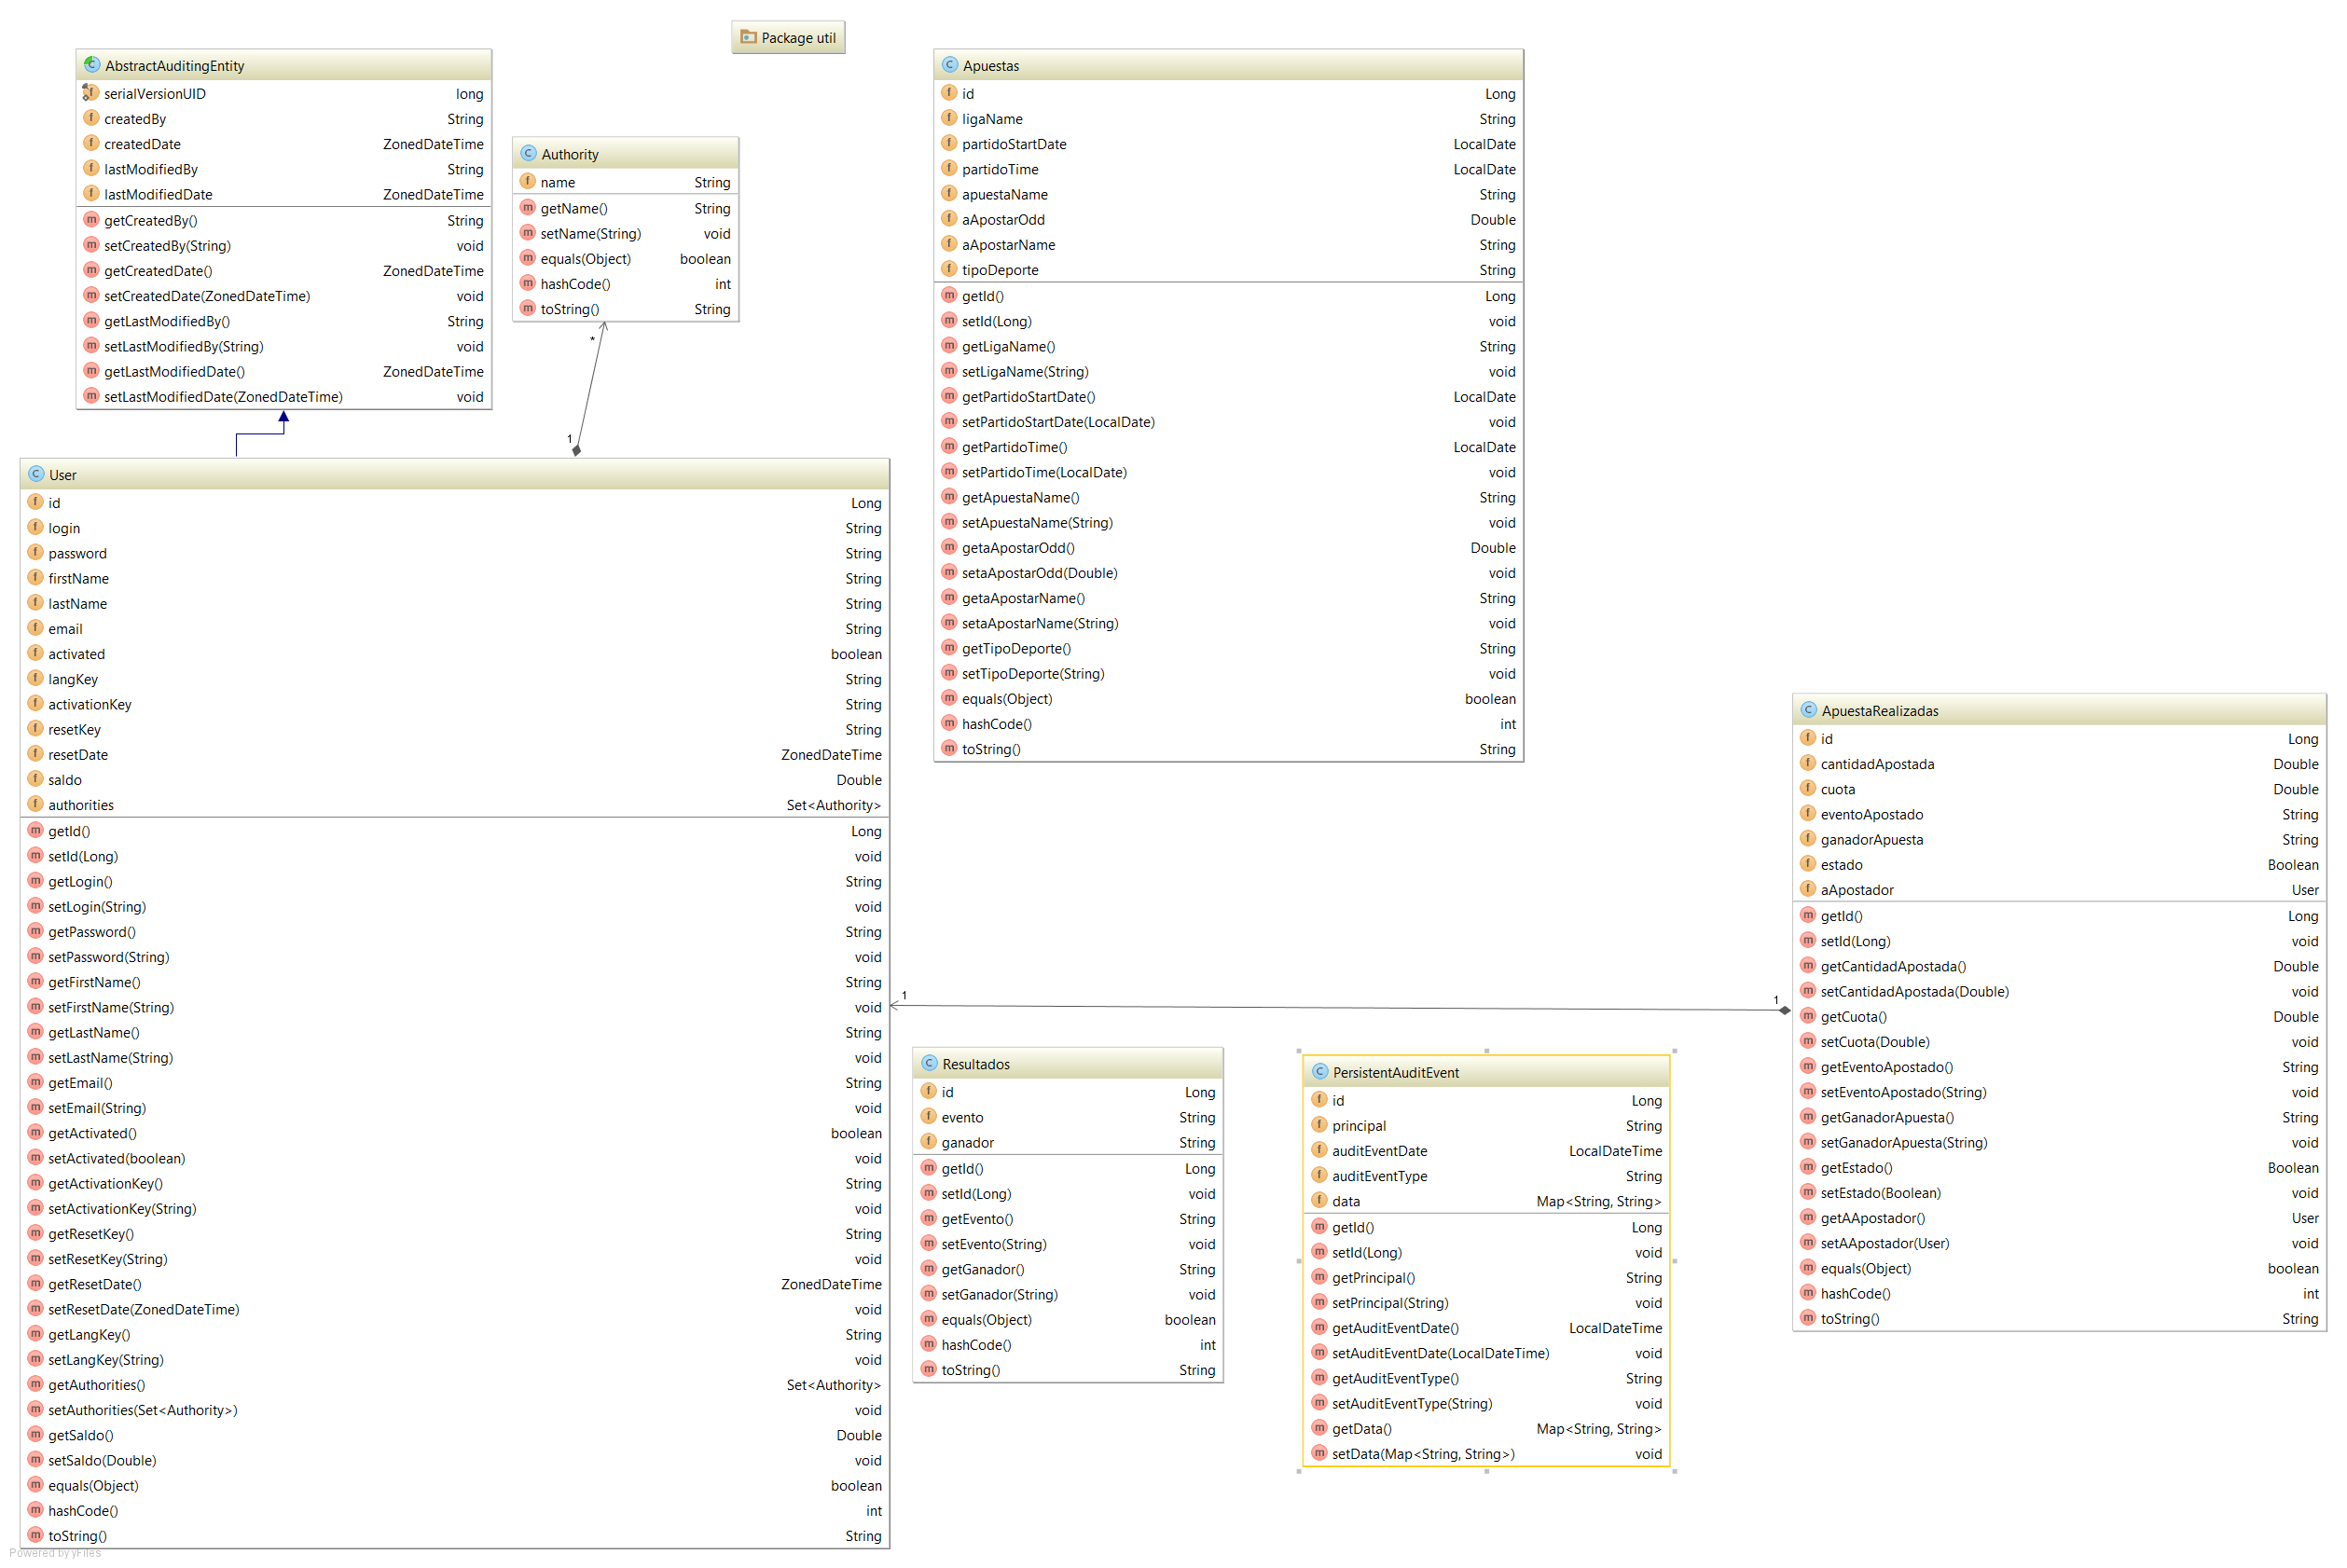 Package util
AbstractAuditingEntity
serialVersionUID long
createdBy String
createdDate ZonedDateTime
lastModifiedBy String
lastModifiedDate ZonedDateTime
getCreatedBy() String
setCreatedBy(String) void
getCreatedDate() ZonedDateTime
setCreatedDate(ZonedDateTime) void
getLastModifiedBy() String
setLastModifiedBy(String) void
getLastModifiedDate() ZonedDateTime
setLastModifiedDate(ZonedDateTime) void
Authority
name String
getName() String
setName(String) void
equals(Object) boolean
hashCode() int
toString() String
*
1
Apuestas
id Long
ligaName String
partidoStartDate LocalDate
partidoTime LocalDate
apuestaName String
aApostarOdd Double
aApostarName String
tipoDeporte String
getId() Long
setId(Long) void
getLigaName() String
setLigaName(String) void
getPartidoStartDate() LocalDate
setPartidoStartDate(LocalDate) void
getPartidoTime() LocalDate
setPartidoTime(LocalDate) void
getApuestaName() String
setApuestaName(String) void
getaApostarOdd() Double
setaApostarOdd(Double) void
getaApostarName() String
setaApostarName(String) void
getTipoDeporte() String
setTipoDeporte(String) void
equals(Object) boolean
hashCode() int
toString() String
User
id Long
login String
password String
firstName String
lastName String
email String
activated boolean
langKey String
activationKey String
resetKey String
resetDate ZonedDateTime
saldo Double
authorities Set<Authority>
getId() Long
setId(Long) void
getLogin() String
setLogin(String) void
getPassword() String
setPassword(String) void
getFirstName() String
setFirstName(String) void
getLastName() String
setLastName(String) void
getEmail() String
setEmail(String) void
getActivated() boolean
setActivated(boolean) void
getActivationKey() String
setActivationKey(String) void
getResetKey() String
setResetKey(String) void
getResetDate() ZonedDateTime
setResetDate(ZonedDateTime) void
getLangKey() String
setLangKey(String) void
getAuthorities() Set<Authority>
setAuthorities(Set<Authority>) void
getSaldo() Double
setSaldo(Double) void
equals(Object) boolean
hashCode() int
toString() String
1
1
ApuestaRealizadas
id Long
cantidadApostada Double
cuota Double
eventoApostado String
ganadorApuesta String
estado Boolean
aApostador User
getId() Long
setId(Long) void
getCantidadApostada() Double
setCantidadApostada(Double) void
getCuota() Double
setCuota(Double) void
getEventoApostado() String
setEventoApostado(String) void
getGanadorApuesta() String
setGanadorApuesta(String) void
getEstado() Boolean
setEstado(Boolean) void
getAApostador() User
setAApostador(User) void
equals(Object) boolean
hashCode() int
toString() String
Resultados
id Long
evento String
ganador String
getId() Long
setId(Long) void
getEvento() String
setEvento(String) void
getGanador() String
setGanador(String) void
equals(Object) boolean
hashCode() int
toString() String
PersistentAuditEvent
id Long
principal String
auditEventDate LocalDateTime
auditEventType String
data Map<String, String>
getId() Long
setId(Long) void
getPrincipal() String
setPrincipal(String) void
getAuditEventDate() LocalDateTime
setAuditEventDate(LocalDateTime) void
getAuditEventType() String
setAuditEventType(String) void
getData() Map<String, String>
setData(Map<String, String>) void
Powered by yFiles